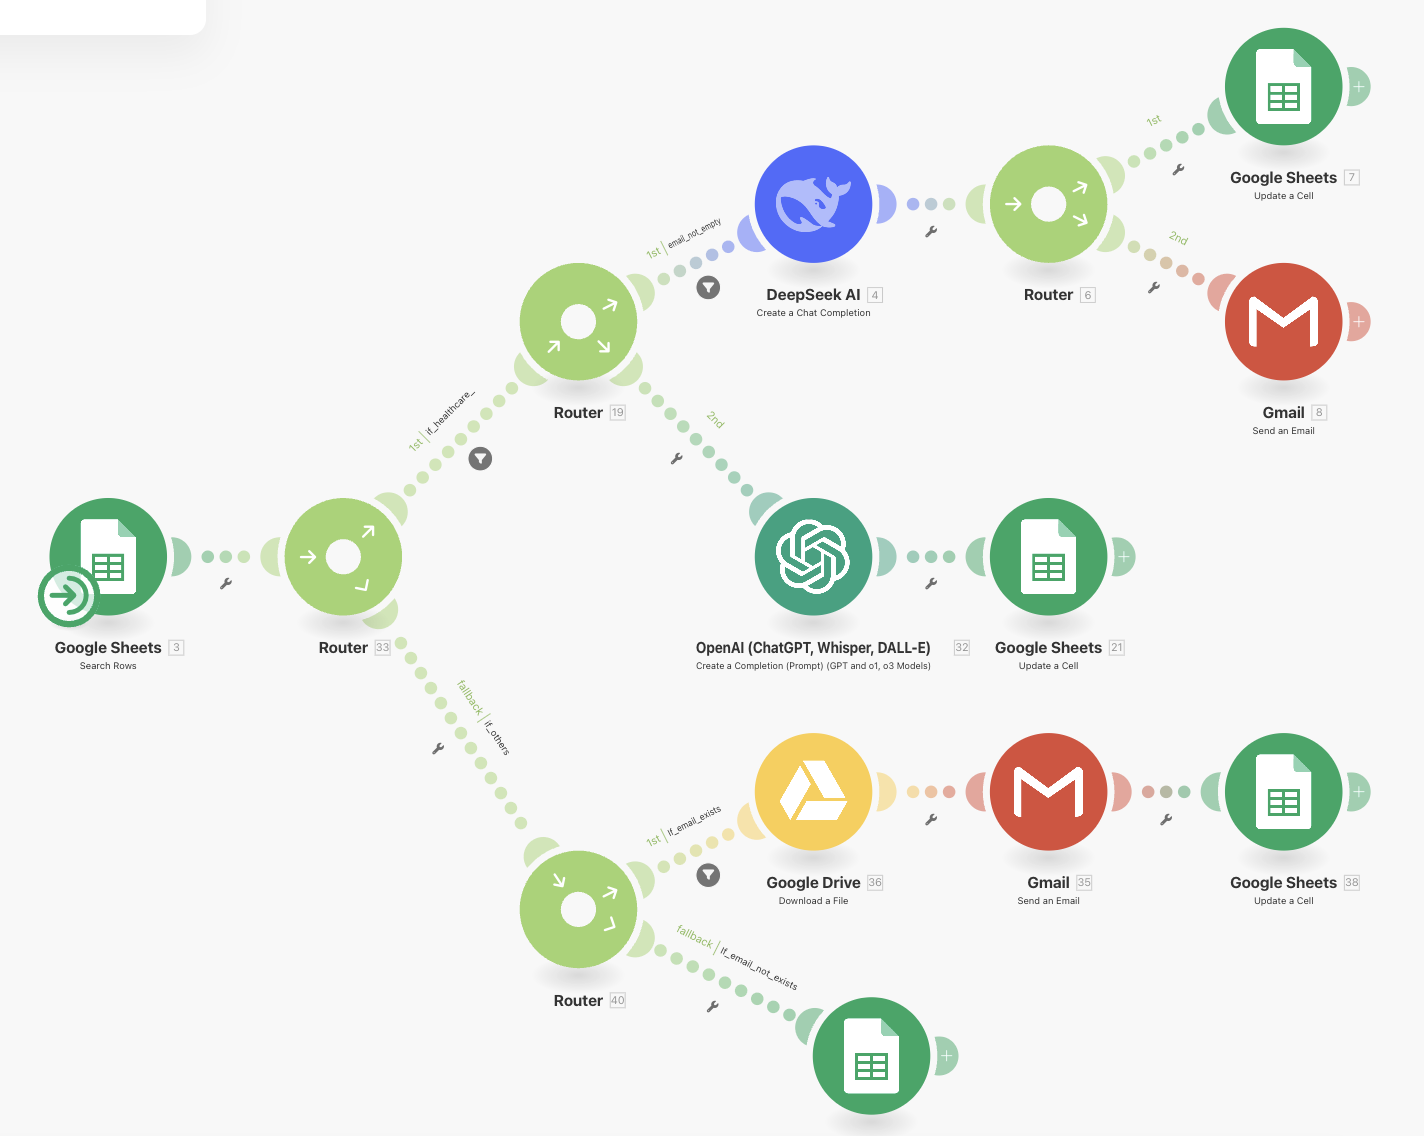 1st
Google Sheets 7
Update a Cell
2nd
1st | email_not_empty
DeepSeek AI 4
Create a Chat Completion
Router 6
Gmail 8
Send an Email
1st | if_healthcare_
Router 19
2nd
Google Sheets 3
Search Rows
Router 33
OpenAI (ChatGPT, Whisper, DALL-E) 32
Create a Completion (Prompt) (GPT and o1, o3 Models)
Google Sheets 21
Update a Cell
fallback | if_others
1st | If_email_exists
Google Drive 36
Download a File
Gmail 35
Send an Email
Google Sheets 38
Update a Cell
fallback | If_email_not_exists
Router 40